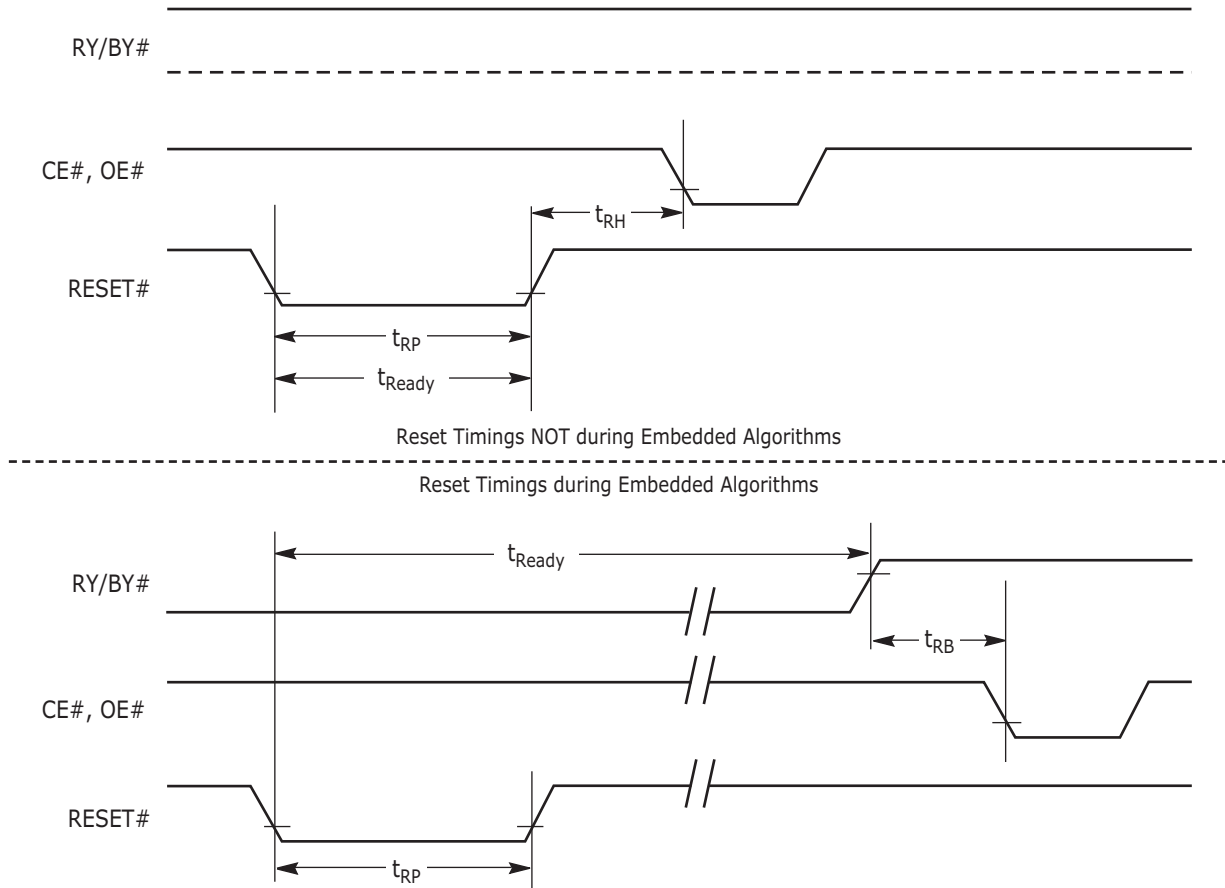 RY/BY#
CE#, OE#
tRH
RESET#
tRP
tReady
Reset Timings NOT during Embedded Algorithms
Reset Timings during Embedded Algorithms
tReady
RY/BY#
tRB
CE#, OE#
RESET#
tRP